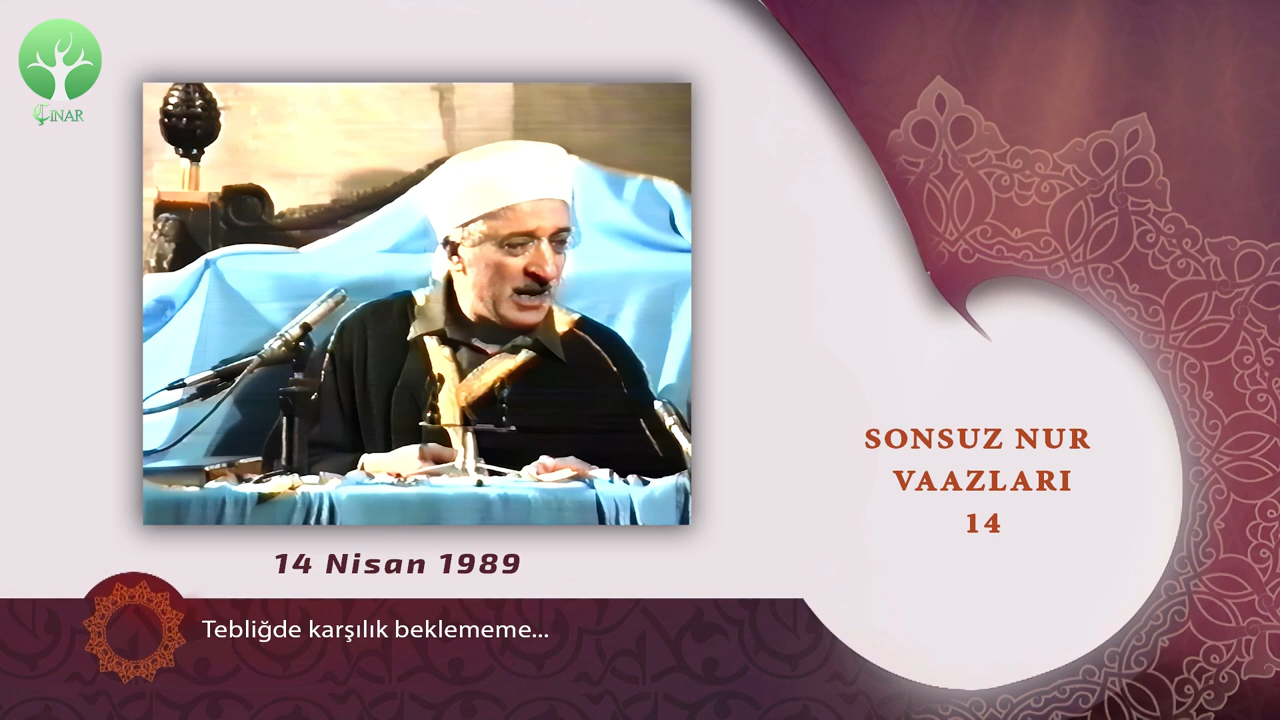 ÇINAR
SONSUZ NUR
VAAZLARI
14
14 Nisan 1989
Tebliğde karşılık beklememe...